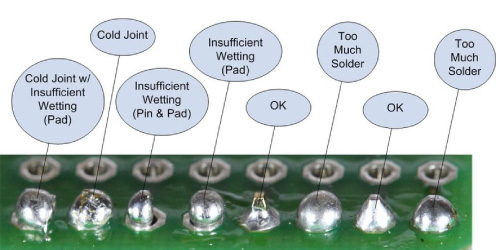 Cold Joint w/
Insufficient
Wetting
(Pad)
Cold Joint
Insufficient
Wetting
(Pin & Pad)
Insufficient
Wetting
(Pad)
OK
Too
Much
Solder
OK
Too
Much
Solder